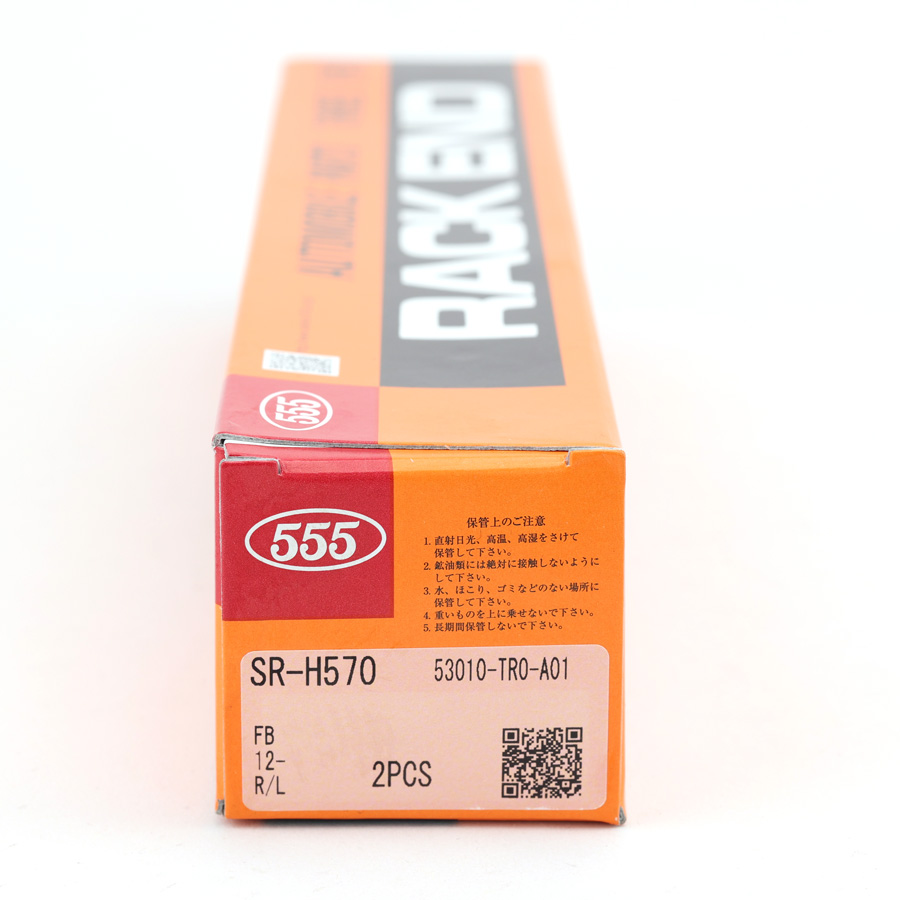 RACK END
AUTOMOBILE
555
555
保管上のご注意
1. 直射日光、高温、高湿をさけて
保管して下さい。
2. 鉱油類には絶対に接触しないように
して下さい。
3. 水、ほこり、ゴミなどのない場所に
保管して下さい。
4. 重いものを上に乗せないで下さい。
5. 長期間保管しないで下さい。
SR-H570 53010-TR0-A01
FB
12-
R/L 2PCS